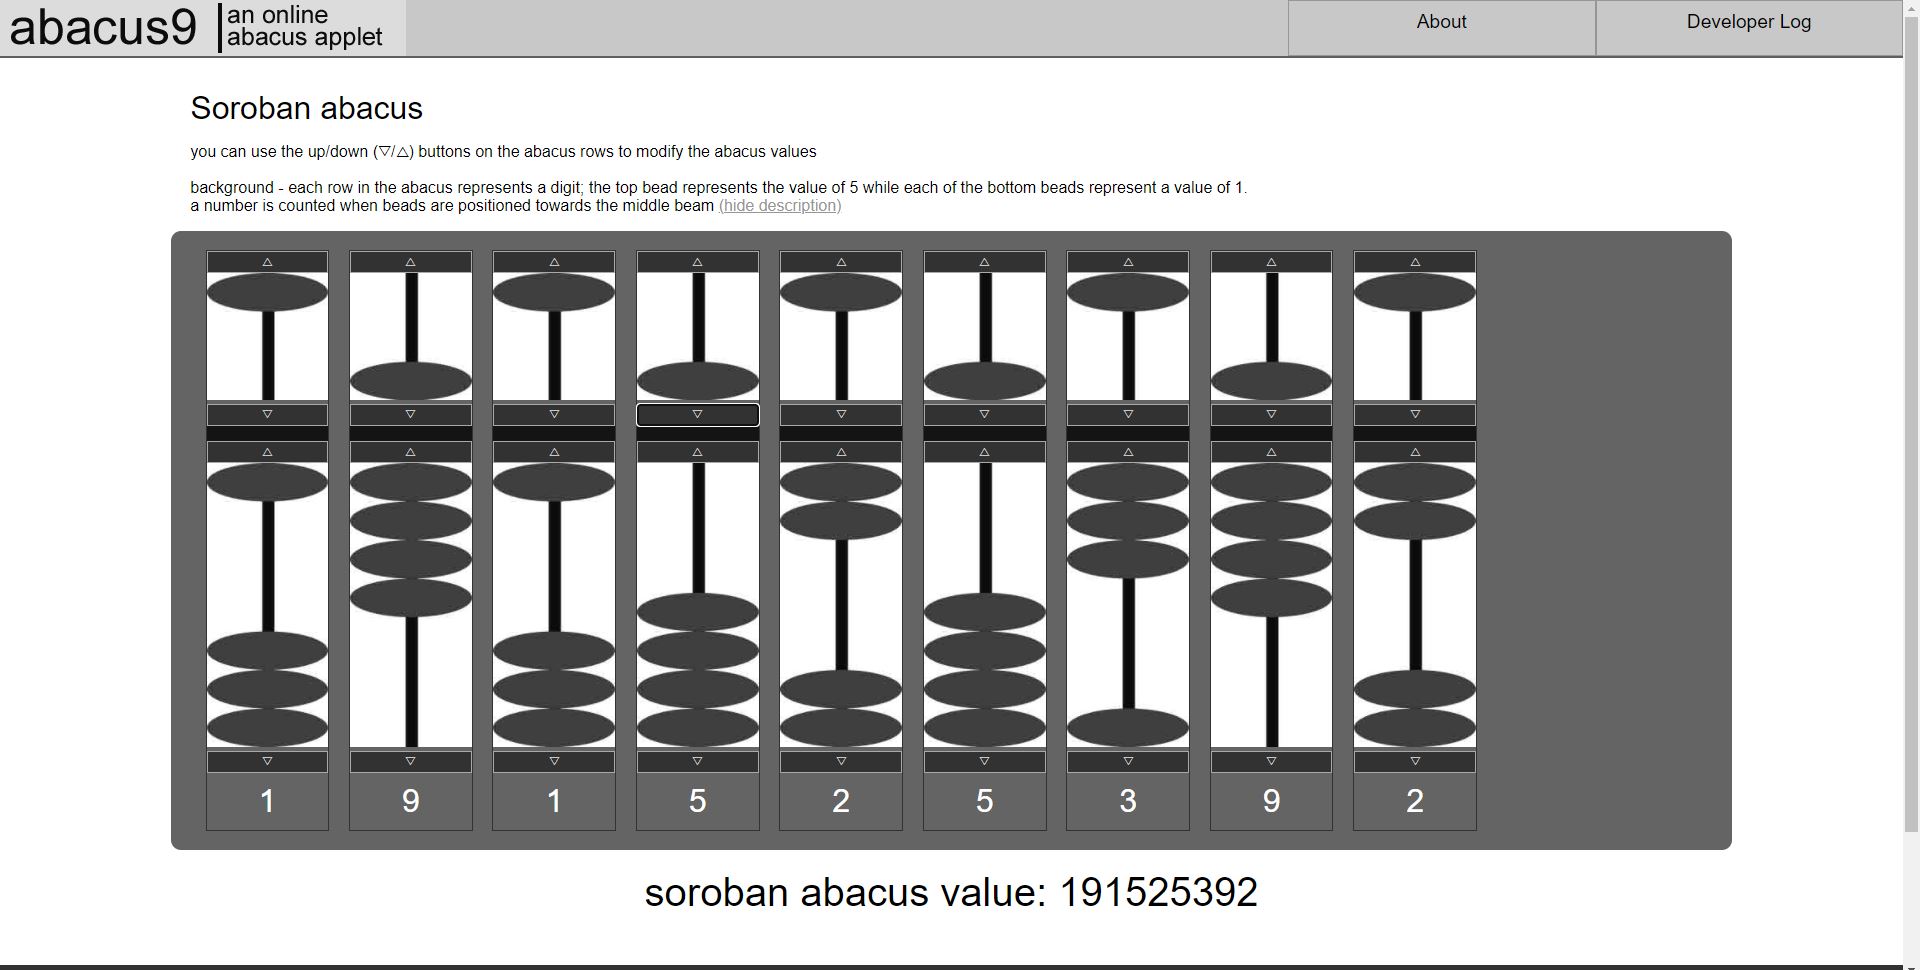 abacus9
an online
abacus applet
About
Developer Log
Soroban abacus
you can use the up/down (▽/△) buttons on the abacus rows to modify the abacus values
background - each row in the abacus represents a digit; the top bead represents the value of 5 while each of the bottom beads represent a value of 1.
a number is counted when beads are positioned towards the middle beam (hide description)
△ △ △ △ △ △ △ △ △
▽ ▽ ▽ ▽ ▽ ▽ ▽ ▽ ▽
△ △ △ △ △ △ △ △ △
▽ ▽ ▽ ▽ ▽ ▽ ▽ ▽ ▽
1 9 1 5 2 5 3 9 2
soroban abacus value: 191525392